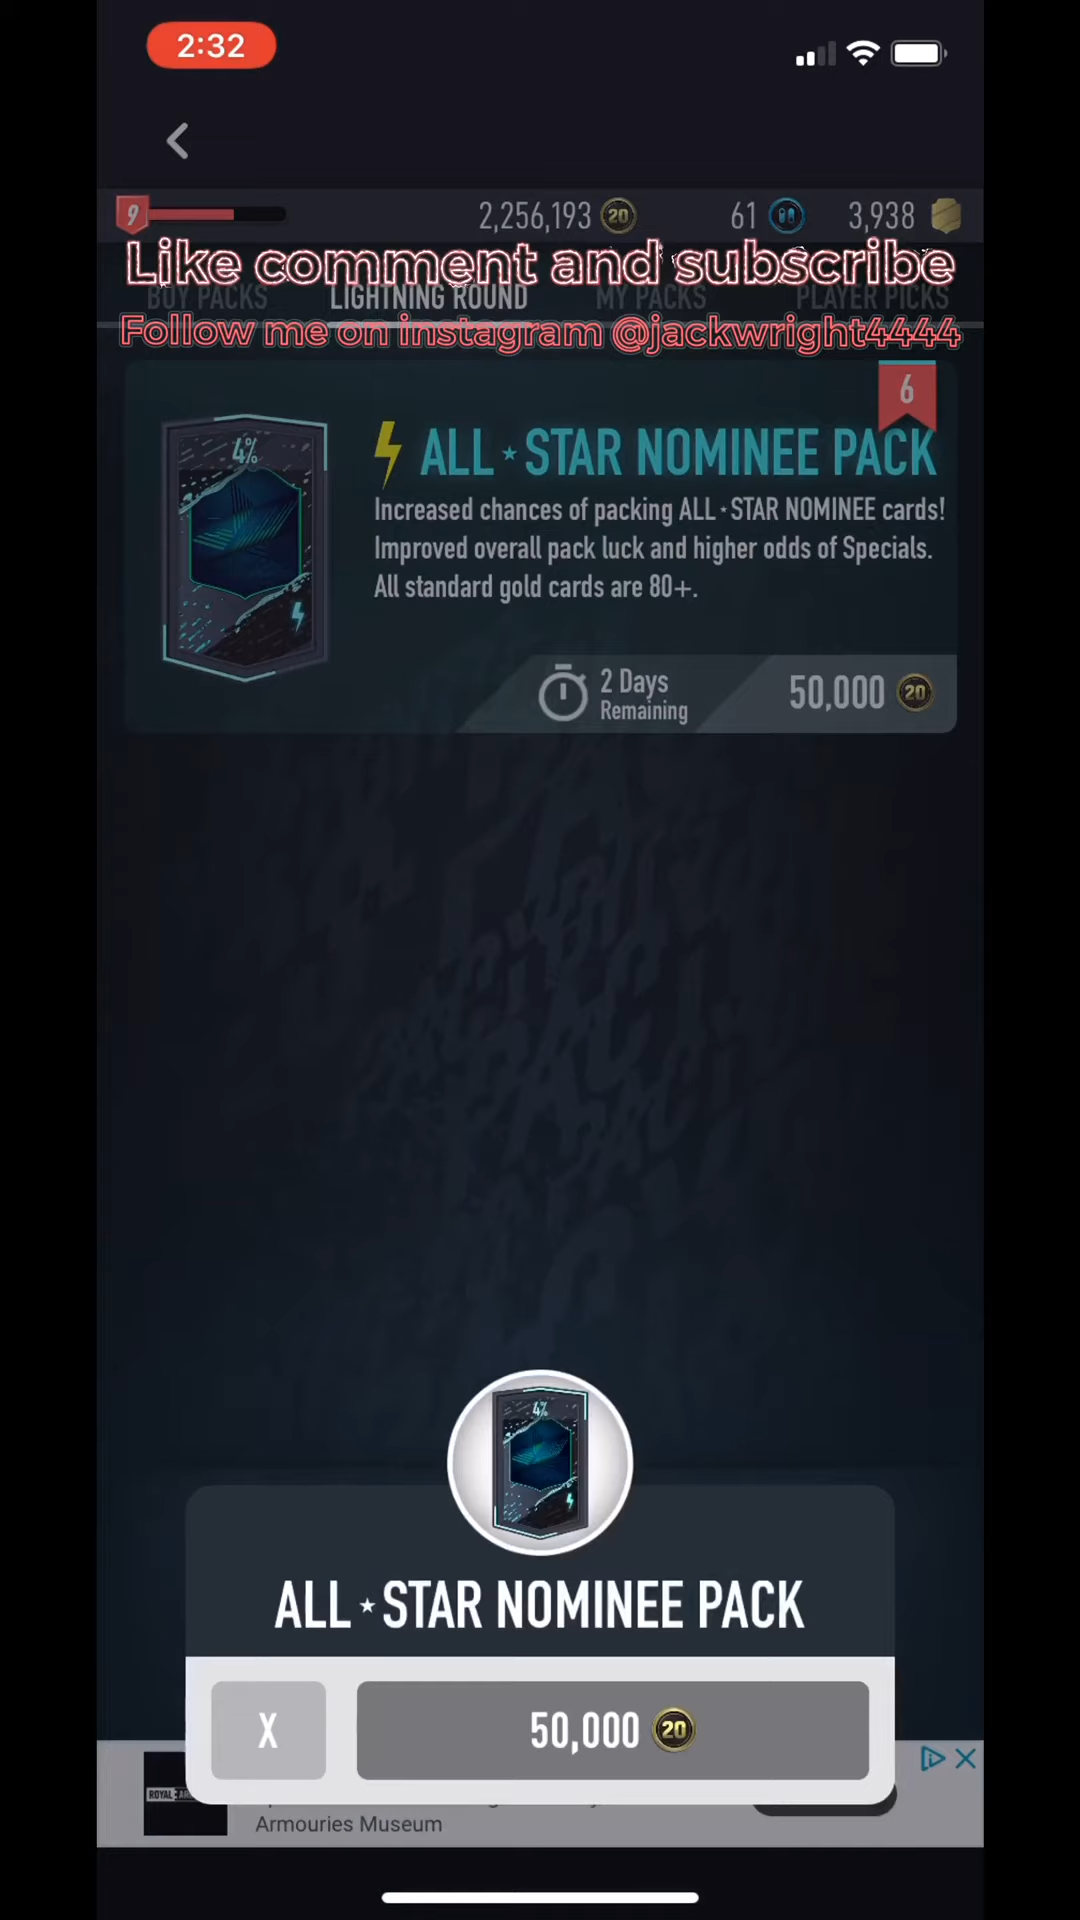 2:32
9
2,256,193 20
61
3,938
Like comment and subscribe
BUY PACKS LIGHTNING ROUND MY PACKS PLAYER PICKS
Follow me on instagram @jackwright4444
6
4%
ALL ⋆ STAR NOMINEE PACK
Increased chances of packing ALL ⋆ STAR NOMINEE cards!
Improved overall pack luck and higher odds of Specials.
All standard gold cards are 80+.
2 Days
Remaining
50,000 20
4%
ALL ⋆ STAR NOMINEE PACK
X
50,000 20
ROYAL
Armouries Museum